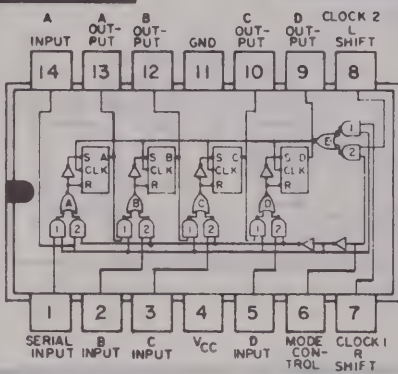 A INPUT
A OUT-PUT
B OUT-PUT
GND
C OUT-PUT
D OUT-PUT
CLOCK 2 L SHIFT
14 13 12 11 10 9 8
S A
CLK
R
S B
CLK
R
S C
CLK
R
S D
CLK
R
E
1
2
A
B
C
D
1 2
1 2
1 2
1 2
1 2 3 4 5 6 7
SERIAL INPUT
B INPUT
C INPUT
VCC
D INPUT
MODE CON-TROL
CLOCK 1 R SHIFT